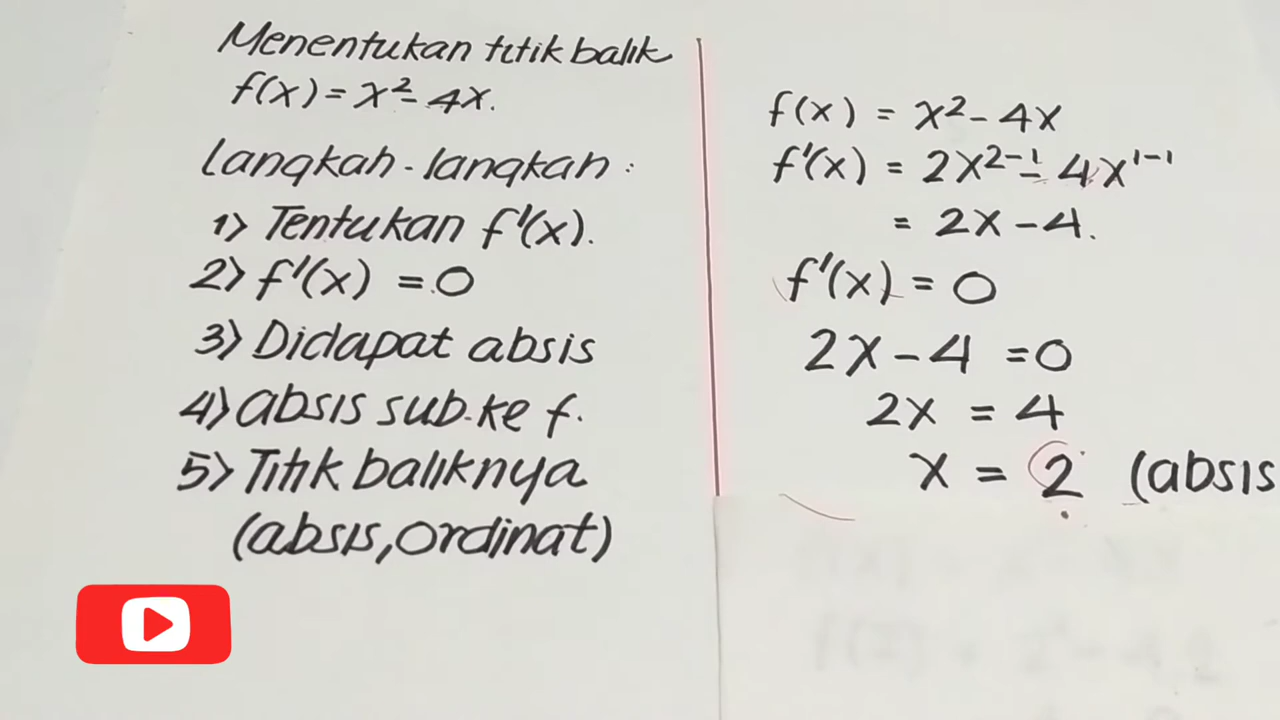 Menentukan titik balik
f(x) = x² - 4x.
Langkah-langkah :
1) Tentukan f'(x).
2) f'(x) = 0
3) Didapat absis
4) absis sub.ke f.
5) Titik baliknya
(absis, ordinat)
f(x) = x² - 4x
f'(x) = 2x²⁻¹ - 4x¹⁻¹
= 2x - 4.
f'(x) = 0
2x - 4 = 0
2x = 4
x = 2 (absis